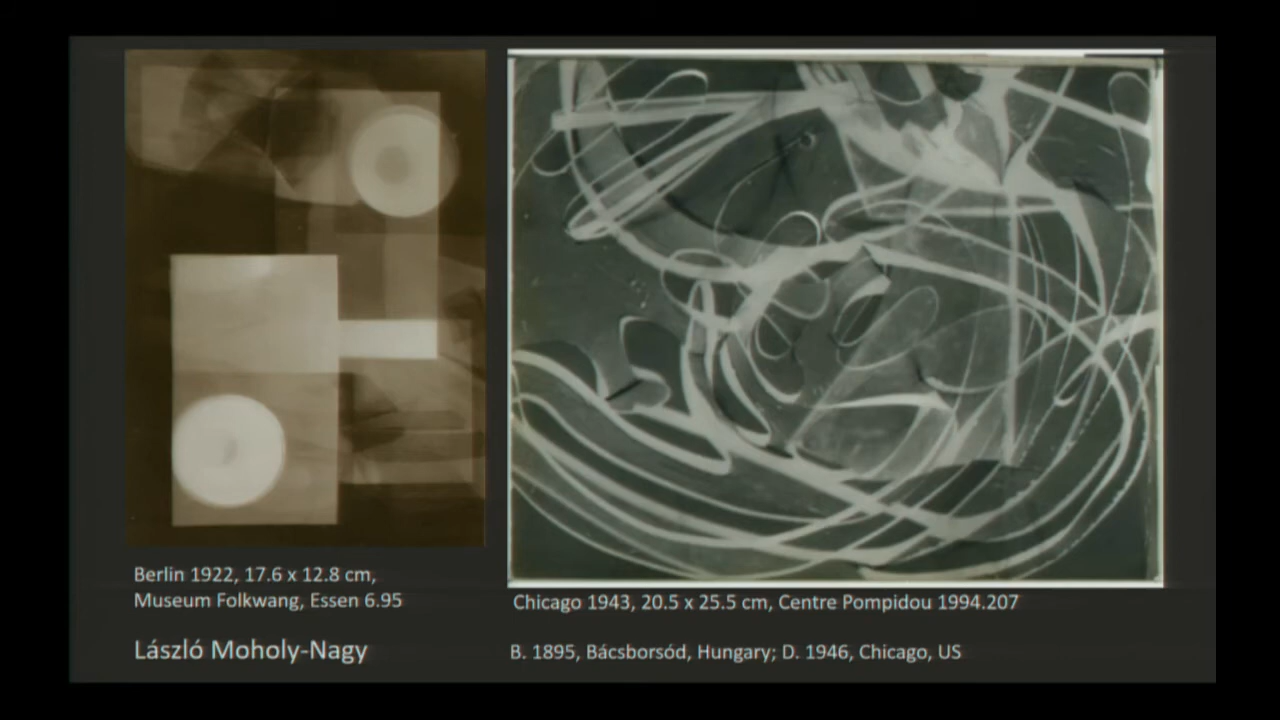 Berlin 1922, 17.6 x 12.8 cm,
Museum Folkwang, Essen 6.95
Chicago 1943, 20.5 x 25.5 cm, Centre Pompidou 1994.207
László Moholy-Nagy
B. 1895, Bácsborsód, Hungary; D. 1946, Chicago, US